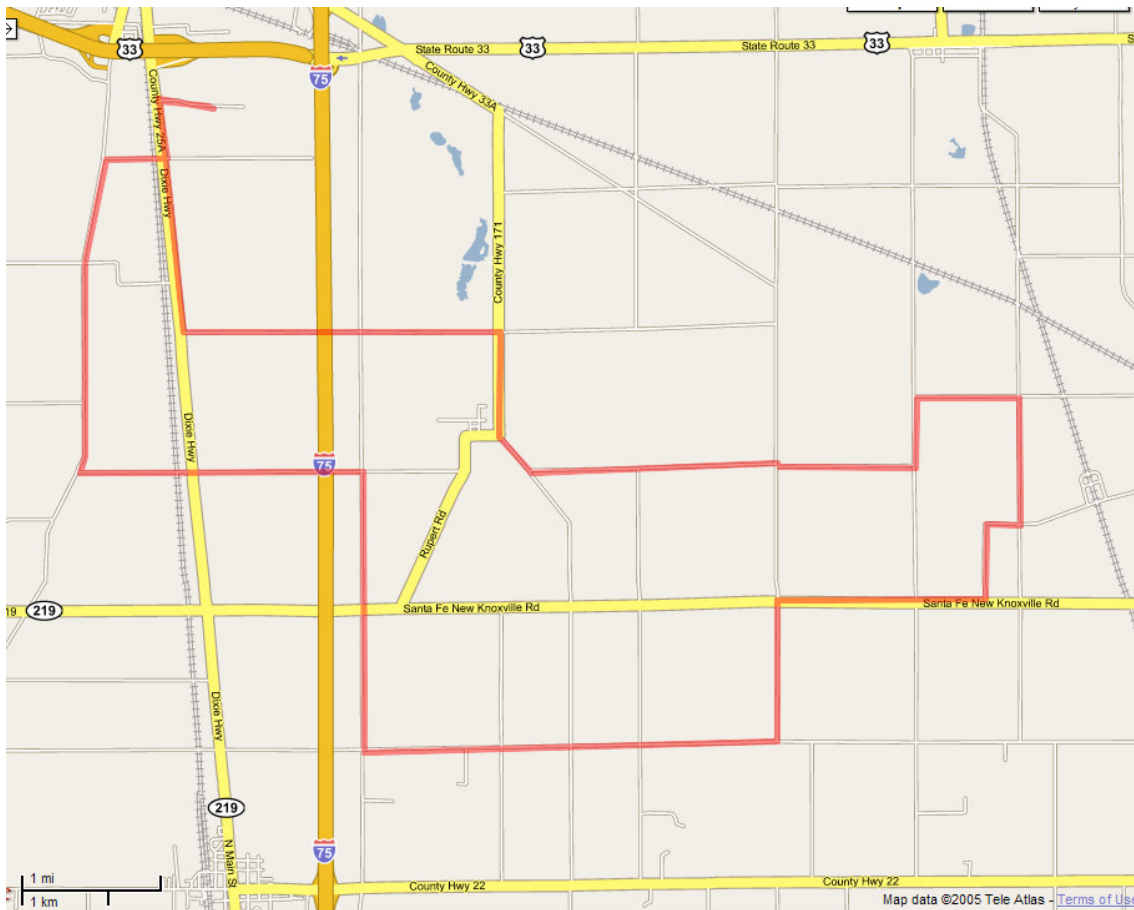 33
State Route 33
33
State Route 33
33
S
75
County Hwy 33A
County Hwy 25A
Dixie Hwy
County Hwy 171
Dixie Hwy
75
Rupert Rd
19
219
Santa Fe New Knoxville Rd
Santa Fe New Knoxville Rd
Dixie Hwy
219
N Main St
75
1 mi
1 km
County Hwy 22
County Hwy 22
Map data ©2005 Tele Atlas - Terms of Use